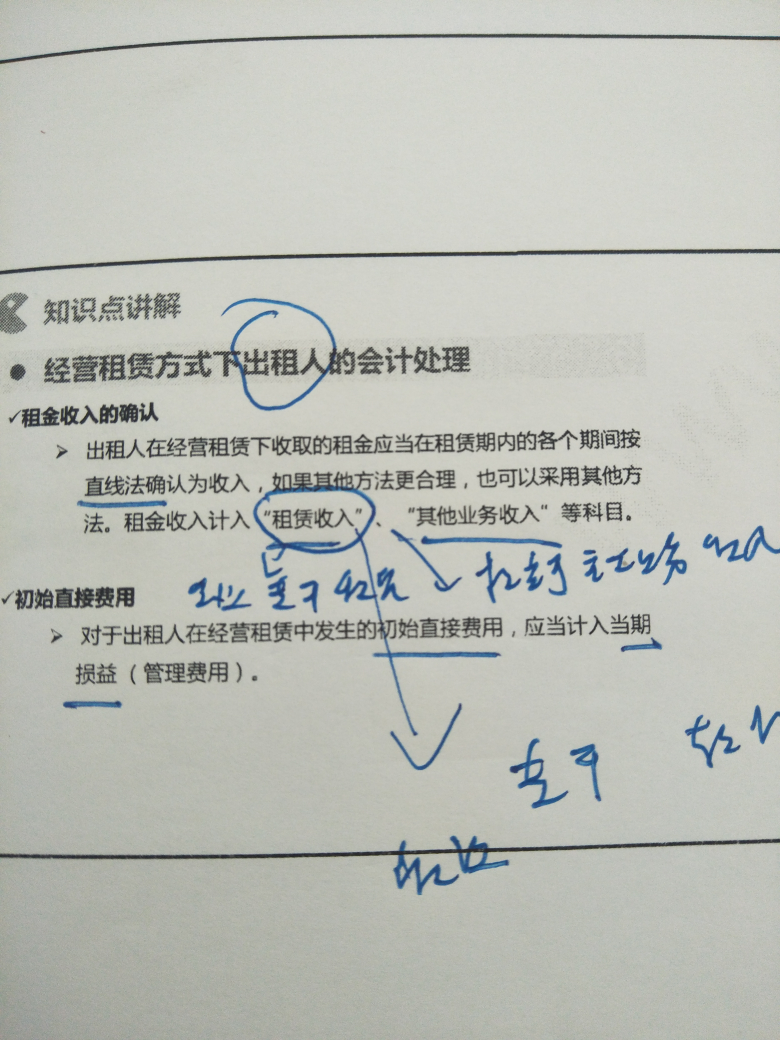 知识点讲解
● 经营租赁方式下出租人的会计处理
✓租金收入的确认
➢ 出租人在经营租赁下收取的租金应当在租赁期内的各个期间按
直线法确认为收入，如果其他方法更合理，也可以采用其他方
法。租金收入计入“租赁收入”、“其他业务收入”等科目。
✓初始直接费用
➢ 对于出租人在经营租赁中发生的初始直接费用，应当计入当期
损益（管理费用）。